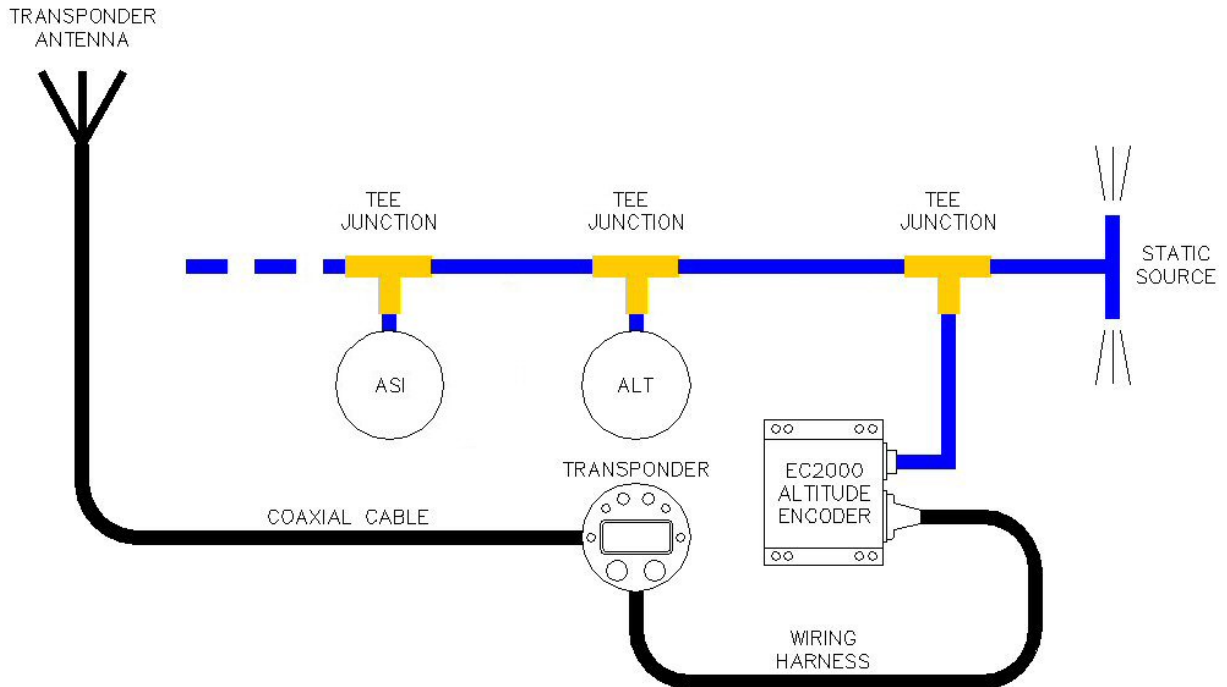 TRANSPONDER
ANTENNA
TEE
JUNCTION
TEE
JUNCTION
TEE
JUNCTION
STATIC
SOURCE
ASI
ALT
TRANSPONDER
EC2000
ALTITUDE
ENCODER
COAXIAL CABLE
WIRING
HARNESS